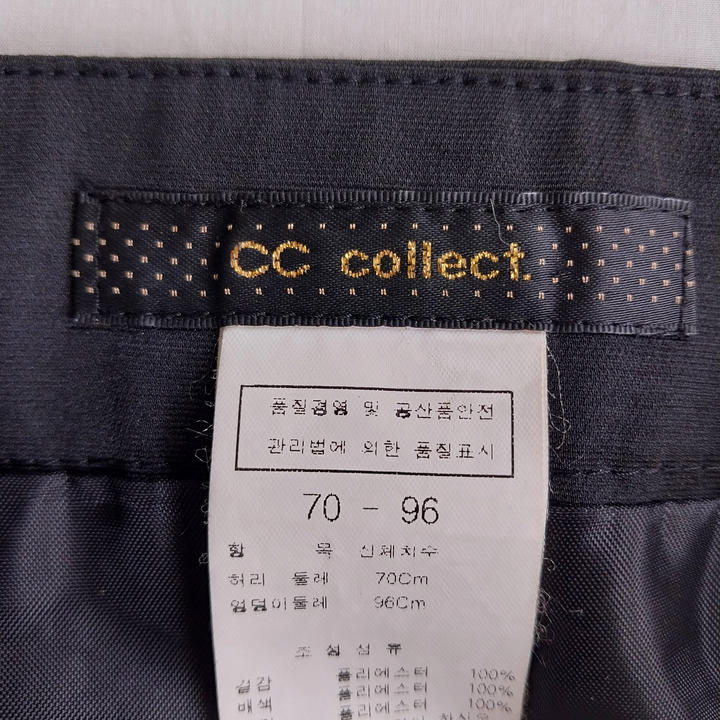 CC collect.
품질경영 및 공산품안전
관리법에 의한 품질표시
70 - 96
항 목 신체치수
허리 둘레 70Cm
엉덩이둘레 96Cm
조 성 섬 유
겉감 폴리에스터 100%
배색 폴리에스터 100%
100%